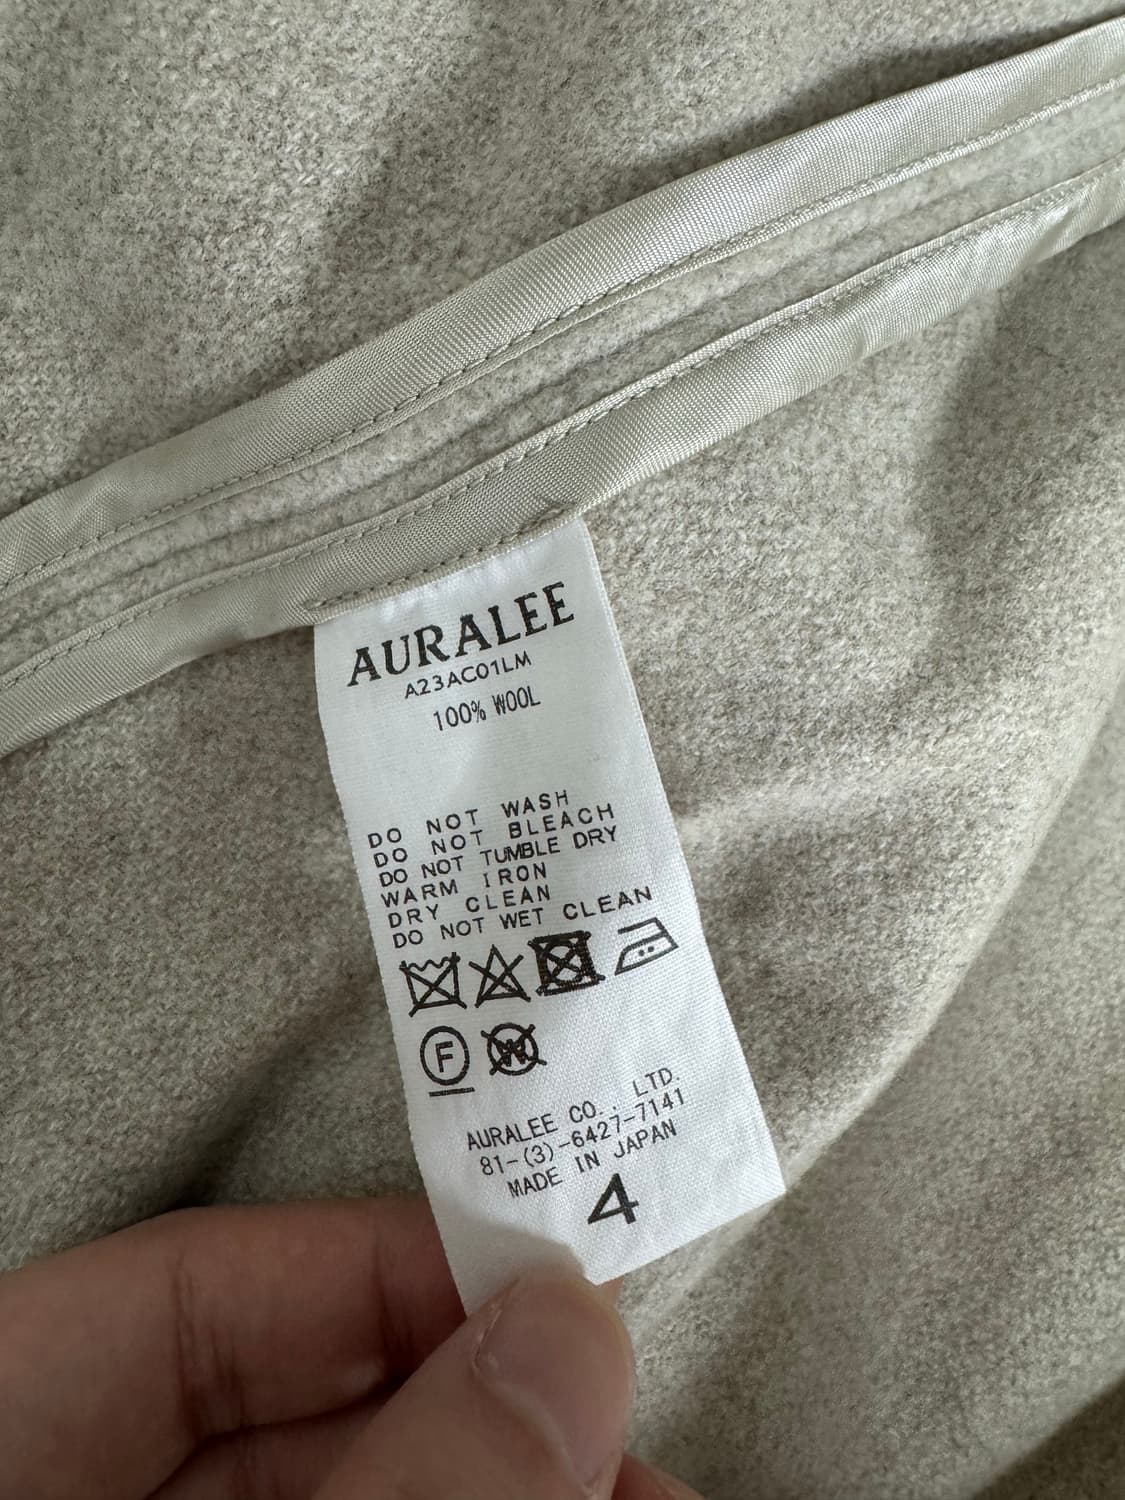 AURALEE
A23AC01LM
100% WOOL
DO NOT WASH
DO NOT BLEACH
DO NOT TUMBLE DRY
WARM IRON
DRY CLEAN
DO NOT WET CLEAN
F W
AURALEE CO., LTD.
81-(3)-6427-7141
MADE IN JAPAN
4